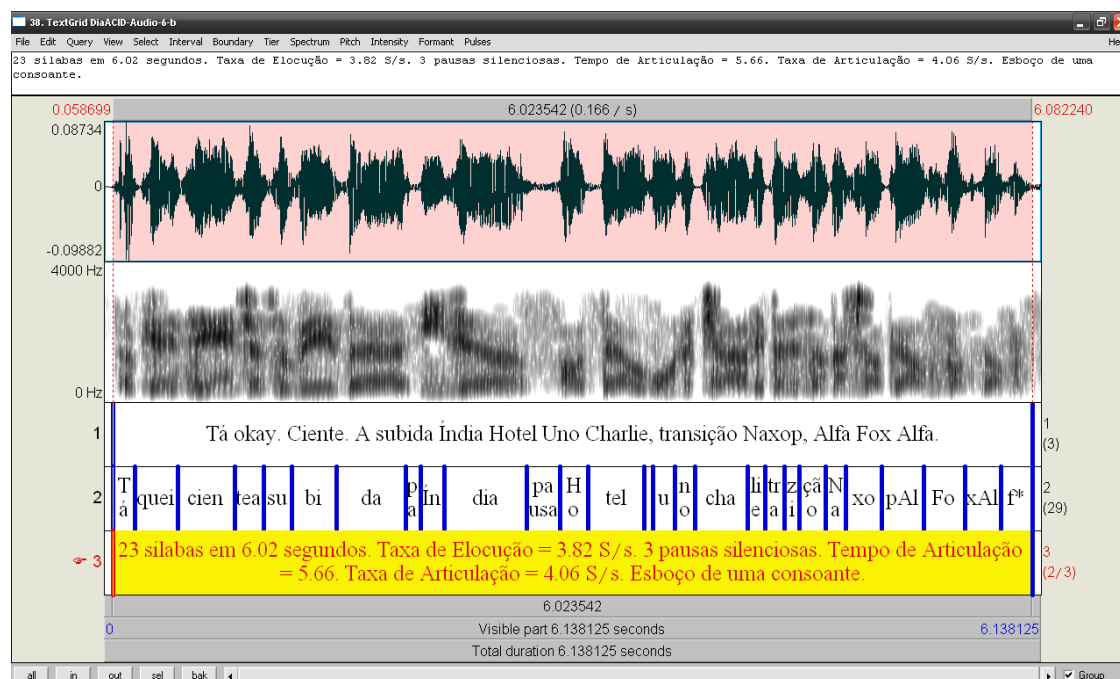 38. TextGrid DiaACID-Audio-6-b
File Edit Query View Select Interval Boundary Tier Spectrum Pitch Intensity Formant Pulses He
23 sílabas em 6.02 segundos. Taxa de Elocução = 3.82 S/s. 3 pausas silenciosas. Tempo de Articulação = 5.66. Taxa de Articulação = 4.06 S/s. Esboço de uma
consoante.
0.058699 6.023542 (0.166 / s) 6.082240
0.08734
0
-0.09882
4000 Hz
0 Hz
1 Tá okay. Ciente. A subida Índia Hotel Uno Charlie, transição Naxop, Alfa Fox Alfa. 1 (3)
2 Tá quei cien tea su bi da pa Ín dia pausa Ho tel u no cha lie tra zi ção Na xo pAl Fo xAl f* 2 (29)
3 23 sílabas em 6.02 segundos. Taxa de Elocução = 3.82 S/s. 3 pausas silenciosas. Tempo de Articulação 3
= 5.66. Taxa de Articulação = 4.06 S/s. Esboço de uma consoante. (2/3)
6.023542
0 Visible part 6.138125 seconds 6.138125
Total duration 6.138125 seconds
all in out sel bak Group